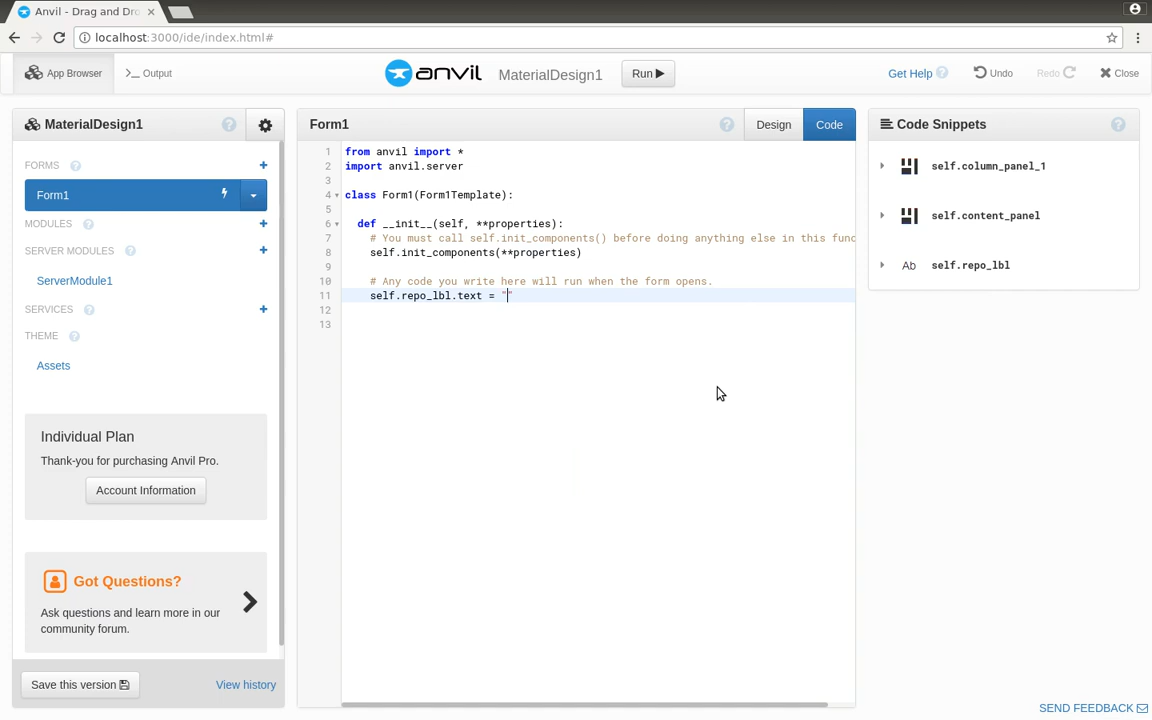 Anvil - Drag and Dro
localhost:3000/ide/index.html#
App Browser
>_ Output
anvil
MaterialDesign1
Run
Get Help ?
Undo
Redo
Close
MaterialDesign1 ?
FORMS ? +
Form1
MODULES ? +
SERVER MODULES ? +
ServerModule1
SERVICES ? +
THEME ?
Assets
Individual Plan
Thank-you for purchasing Anvil Pro.
Account Information
Got Questions?
Ask questions and learn more in our
community forum.
Save this version
View history
Form1 ?
Design
Code
1 from anvil import *
2 import anvil.server
3
4 class Form1(Form1Template):
5
6 def __init__(self, **properties):
7 # You must call self.init_components() before doing anything else in this func
8 self.init_components(**properties)
9
10 # Any code you write here will run when the form opens.
11 self.repo_lbl.text = ""
12
13
Code Snippets ?
self.column_panel_1
self.content_panel
Ab self.repo_lbl
SEND FEEDBACK